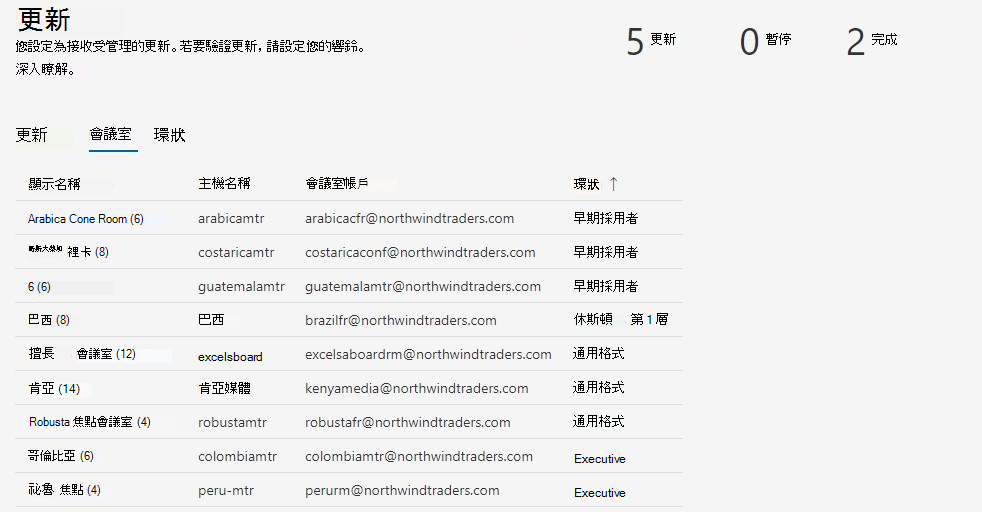 更新
您設定為接收受管理的更新。若要驗證更新, 請設定您的響鈴。
深入瞭解。
5 更新 0 暫停 2 完成
更新 會議室 環狀
顯示名稱 主機名稱 會議室帳戶 環狀 ↑
Arabica Cone Room (6) arabicamtr arabicacfr@northwindtraders.com 早期採用者
哥斯大黎加 裡卡 (8) costaricamtr costaricaconf@northwindtraders.com 早期採用者
6 (6) guatemalamtr guatemalamtr@northwindtraders.com 早期採用者
巴西 (8) 巴西 brazilfr@northwindtraders.com 休斯頓 第 1 層
擅長 會議室 (12) excelsboard excelsaboardrm@northwindtraders.com 通用格式
肯亞 (14) 肯亞媒體 kenyamedia@northwindtraders.com 通用格式
Robusta 焦點會議室 (4) robustamtr robustafr@northwindtraders.com 通用格式
哥倫比亞 (6) colombiamtr colombiamtr@northwindtraders.com Executive
祕魯 焦點 (4) peru-mtr perurm@northwindtraders.com Executive